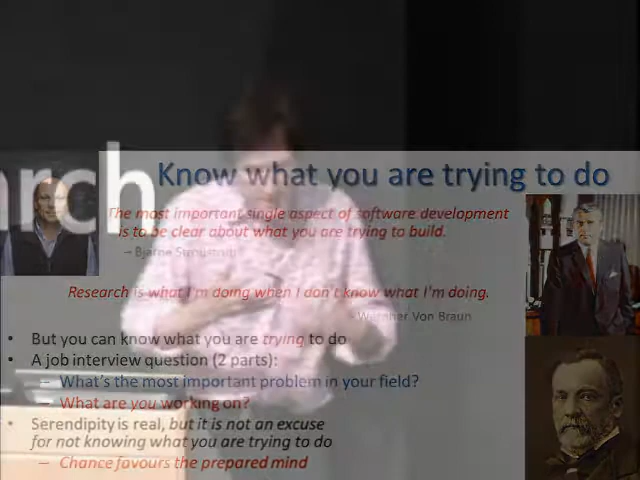 arch
Know what you are trying to do
The most important single aspect of software development
is to be clear about what you are trying to build.
– Bjarne Stroustrup
Research is what I'm doing when I don't know what I'm doing.
– Wernher Von Braun
• But you can know what you are trying to do
• A job interview question (2 parts):
– What's the most important problem in your field?
– What are you working on?
• Serendipity is real, but it is not an excuse
for not knowing what you are trying to do
– Chance favours the prepared mind